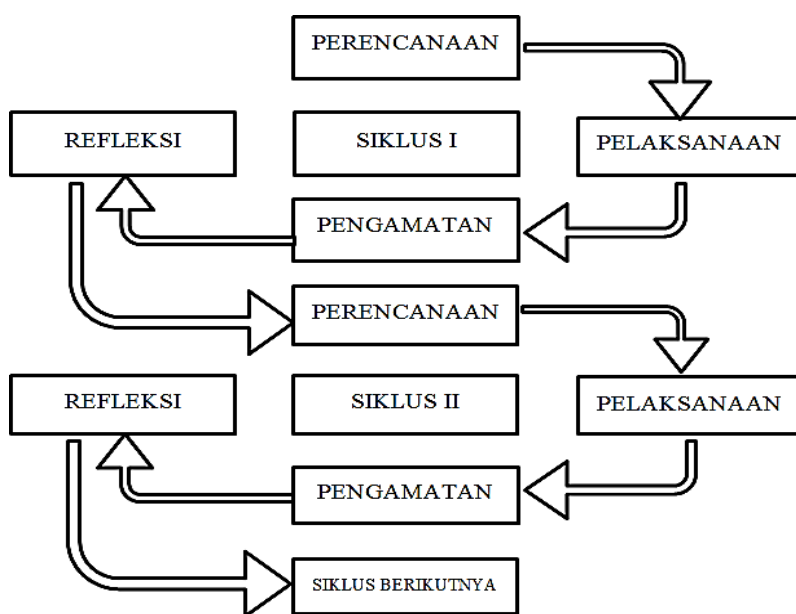 PERENCANAAN
REFLEKSI
SIKLUS I
PELAKSANAAN
PENGAMATAN
PERENCANAAN
REFLEKSI
SIKLUS II
PELAKSANAAN
PENGAMATAN
SIKLUS BERIKUTNYA